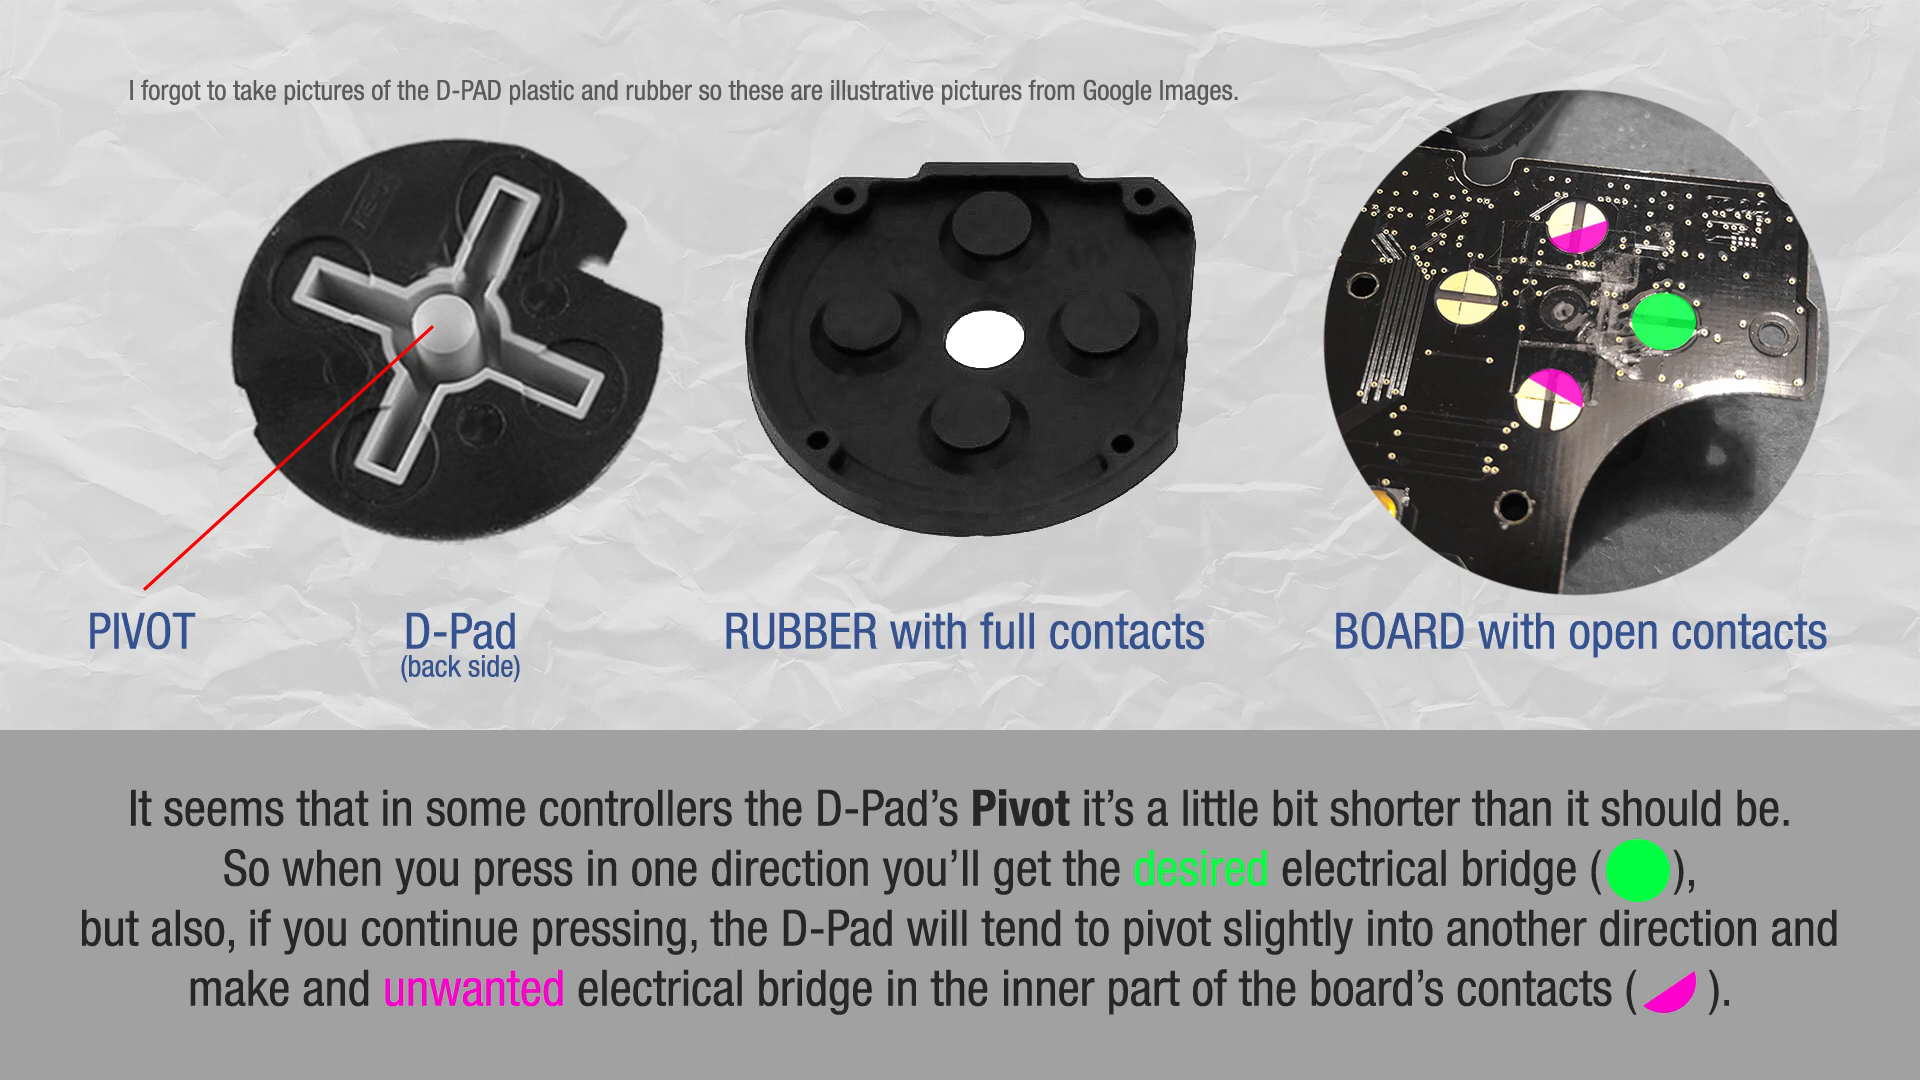 I forgot to take pictures of the D-PAD plastic and rubber so these are illustrative pictures from Google Images.
PIVOT
D-Pad
(back side)
RUBBER with full contacts
BOARD with open contacts
It seems that in some controllers the D-Pad’s Pivot it’s a little bit shorter than it should be.
So when you press in one direction you’ll get the desired electrical bridge ( ),
but also, if you continue pressing, the D-Pad will tend to pivot slightly into another direction and
make and unwanted electrical bridge in the inner part of the board’s contacts ( ).